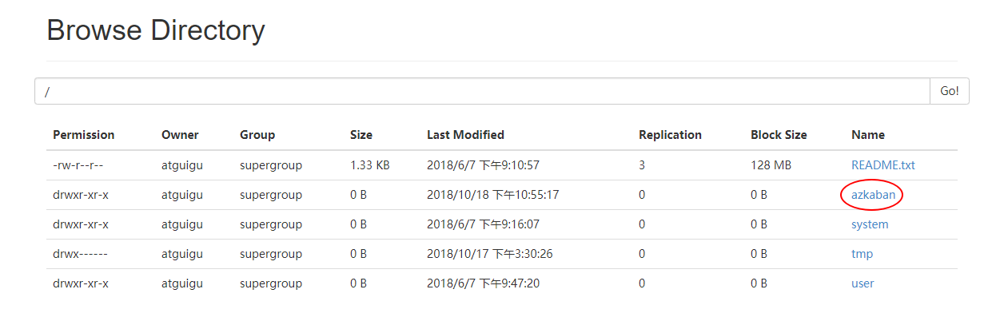 Browse Directory
/ Go!
Permission Owner Group Size Last Modified Replication Block Size Name
-rw-r--r-- atguigu supergroup 1.33 KB 2018/6/7 下午9:10:57 3 128 MB README.txt
drwxr-xr-x atguigu supergroup 0 B 2018/10/18 下午10:55:17 0 0 B azkaban
drwxr-xr-x atguigu supergroup 0 B 2018/6/7 下午9:16:07 0 0 B system
drwx------ atguigu supergroup 0 B 2018/10/17 下午3:30:26 0 0 B tmp
drwxr-xr-x atguigu supergroup 0 B 2018/6/7 下午9:47:20 0 0 B user